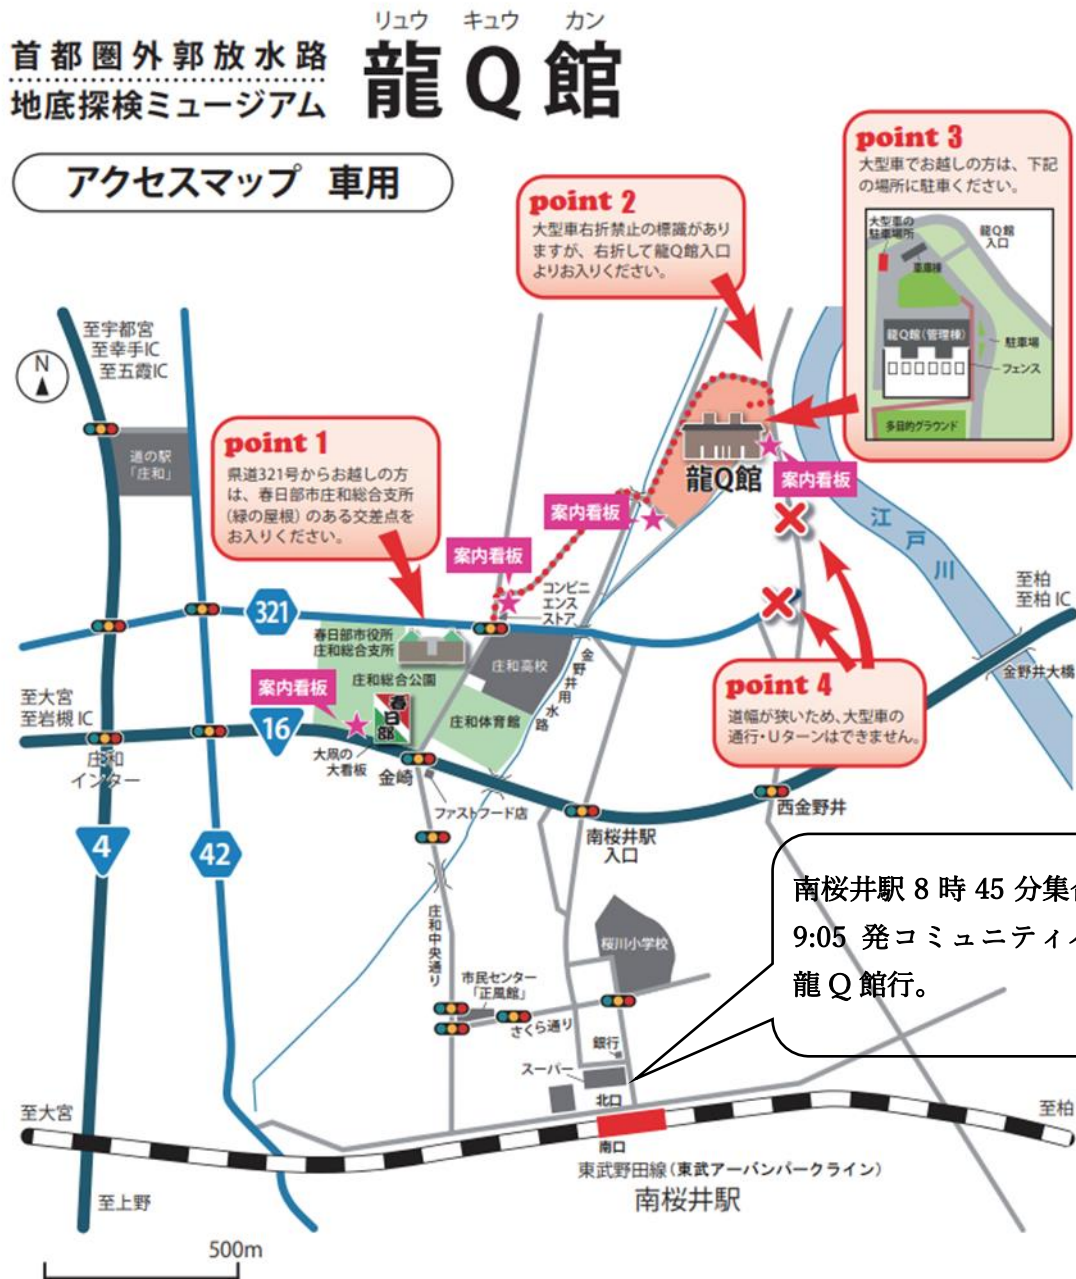 リュウ キュウ カン
首都圏外郭放水路
地底探検ミュージアム
龍Q館
アクセスマップ 車用
point 3
大型車でお越しの方は、下記
の場所に駐車ください。
大型車の
駐車場所
龍Q館
入口
車庫棟
龍Q館(管理棟)
駐車場
フェンス
多目的グラウンド
point 2
大型車右折禁止の標識があり
ますが、右折して龍Q館入口
よりお入りください。
N
至宇都宮
至幸手IC
至五霞IC
道の駅
「庄和」
point 1
県道321号からお越しの方
は、春日部市庄和総合支所
(緑の屋根)のある交差点を
お入りください。
龍Q館
案内看板
案内看板
案内看板
江戸川
コンビニ
エンス
ストア
321
春日部市役所
庄和総合支所
庄和高校
金野井用水路
至柏
至柏 IC
金野井大橋
point 4
道幅が狭いため、大型車の
通行・Uターンはできません。
至大宮
至岩槻 IC
案内看板
庄和総合公園
庄和体育館
16
春日部
大凧の
大看板
金崎
庄和
インター
ファストフード店
西金野井
南桜井駅
入口
4
42
南桜井駅 8 時 45 分集
9:05 発コミュニティ
龍 Q 館行。
庄和中央通り
桜川小学校
市民センター
「正風館」
さくら通り
銀行
スーパー
北口
至大宮
至柏
南口
東武野田線(東武アーバンパークライン)
南桜井駅
至上野
500m